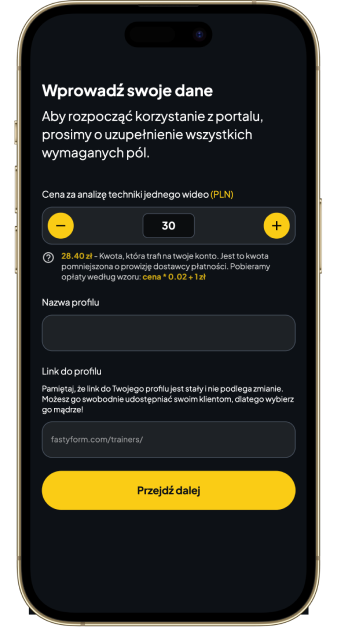 Wprowadź swoje dane
Aby rozpocząć korzystanie z portalu,
prosimy o uzupełnienie wszystkich
wymaganych pól.
Cena za analizę techniki jednego wideo (PLN)
30
28.40 zł - Kwota, która trafi na twoje konto. Jest to kwota
pomniejszona o prowizję dostawcy płatności. Pobieramy
opłaty według wzoru: cena * 0.02 + 1 zł
Nazwa profilu
Link do profilu
Pamiętaj, że link do Twojego profilu jest stały i nie podlega zmianie.
Możesz go swobodnie udostępniać swoim klientom, dlatego wybierz
go mądrze!
fastyform.com/trainers/
Przejdź dalej